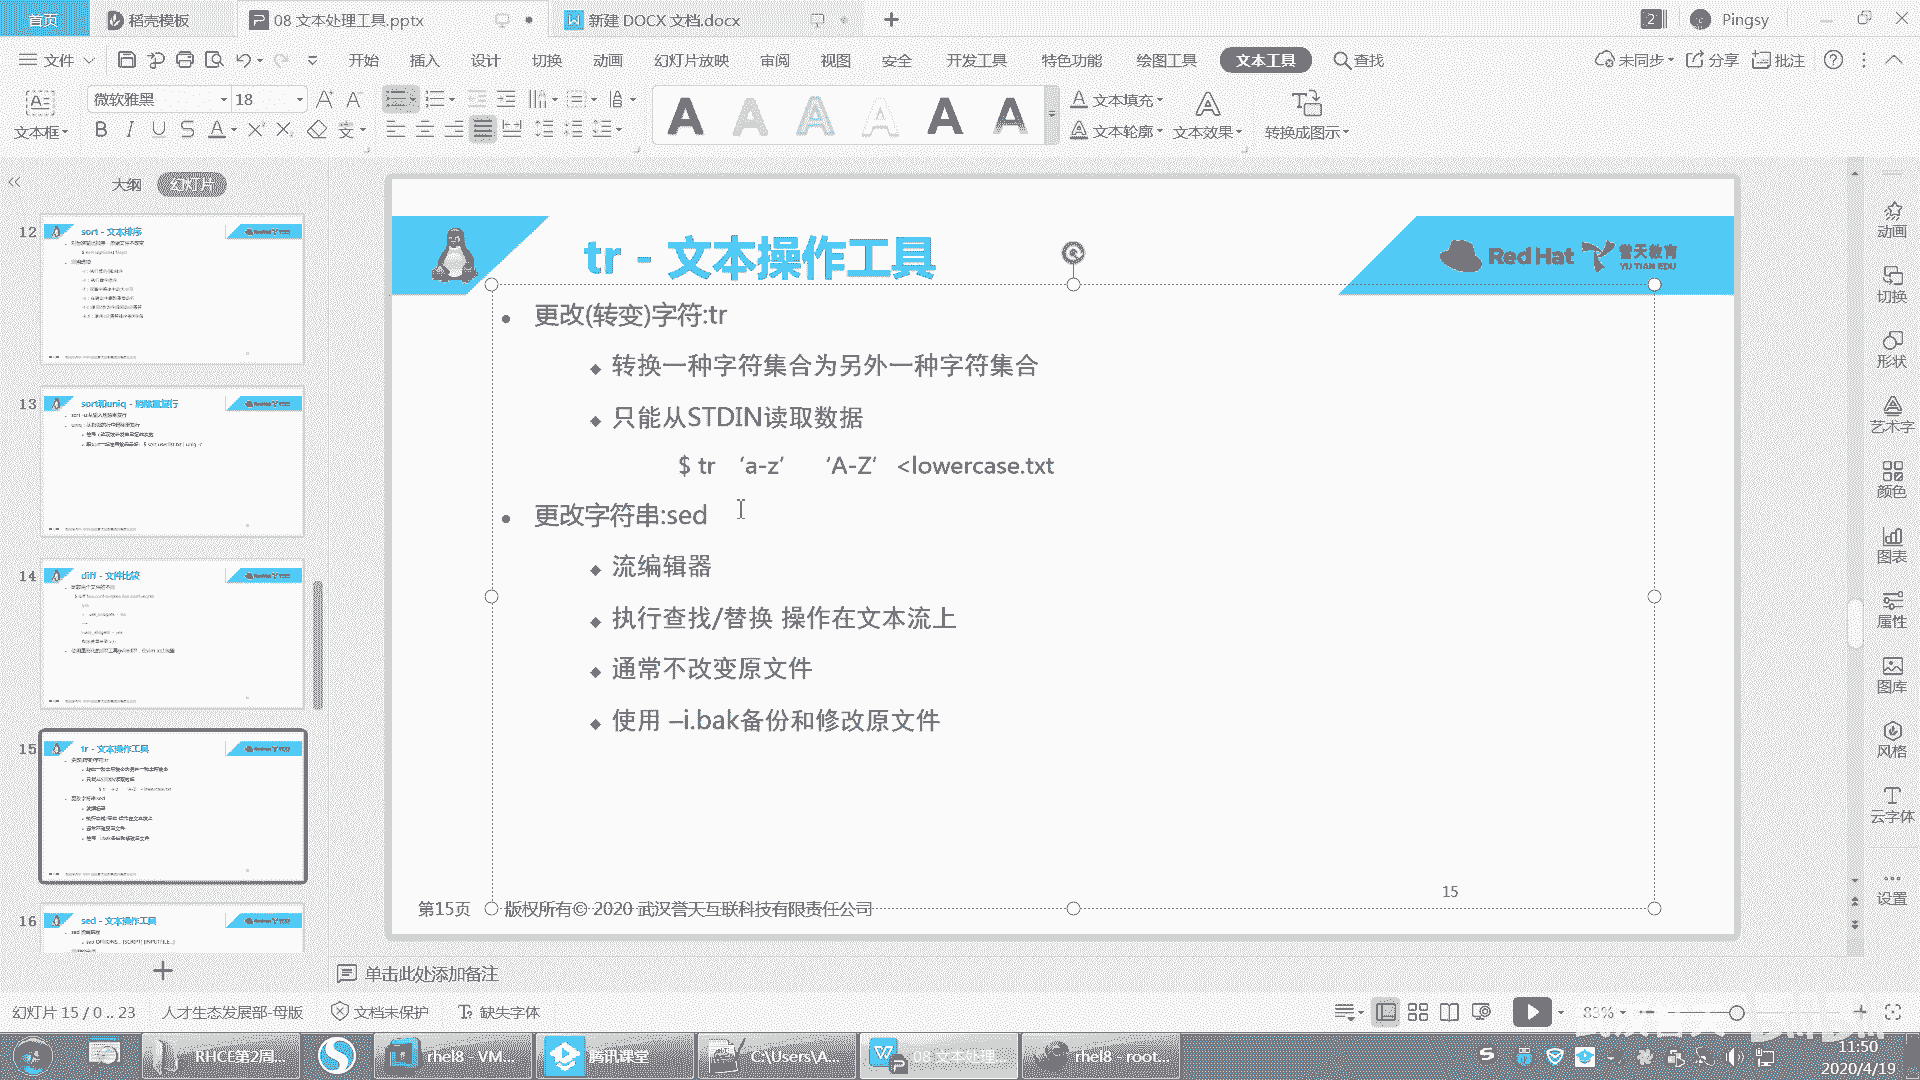 首页
稻壳模板
08 文本处理工具.pptx
新建 DOCX 文档.docx
2
Pingsy
文件
开始
插入
设计
切换
动画
幻灯片放映
审阅
视图
安全
开发工具
特色功能
绘图工具
文本工具
查找
未同步
分享
批注
文本框
微软雅黑
18
文本填充
文本轮廓
文本效果
转换成图示
大纲
幻灯片
12
sort - 文本排序
13
sort和uniq - 消除重复行
14
diff - 文件比较
15
tr - 文本操作工具
16
sed - 文本操作工具
tr - 文本操作工具
Red Hat
誉天教育
YU TIAN EDU
更改(转变)字符:tr
转换一种字符集合为另外一种字符集合
只能从STDIN读取数据
$ tr ‘a-z’ ‘A-Z’ <lowercase.txt
更改字符串:sed
流编辑器
执行查找/替换 操作在文本流上
通常不改变原文件
使用 –i.bak备份和修改原文件
15
第15页
版权所有© 2020 武汉誉天互联科技有限责任公司
动画
切换
形状
艺术字
颜色
图表
属性
图库
风格
云字体
设置
单击此处添加备注
幻灯片 15 / 0 .. 23
人才生态发展部-母版
文档未保护
缺失字体
83%
RHCE第2周...
rhel8 - VM...
腾讯课堂
C:\Users\A...
08 文本处理...
rhel8 - root...
11:50
2020/4/19